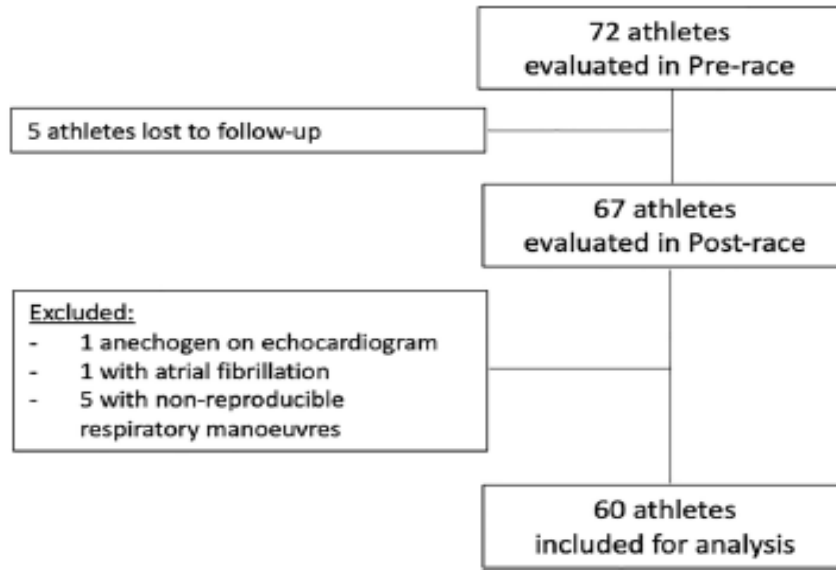 72 athletes
evaluated in Pre-race
5 athletes lost to follow-up
67 athletes
evaluated in Post-race
Excluded:
- 1 anechogen on echocardiogram
- 1 with atrial fibrillation
- 5 with non-reproducible
respiratory manoeuvres
60 athletes
included for analysis